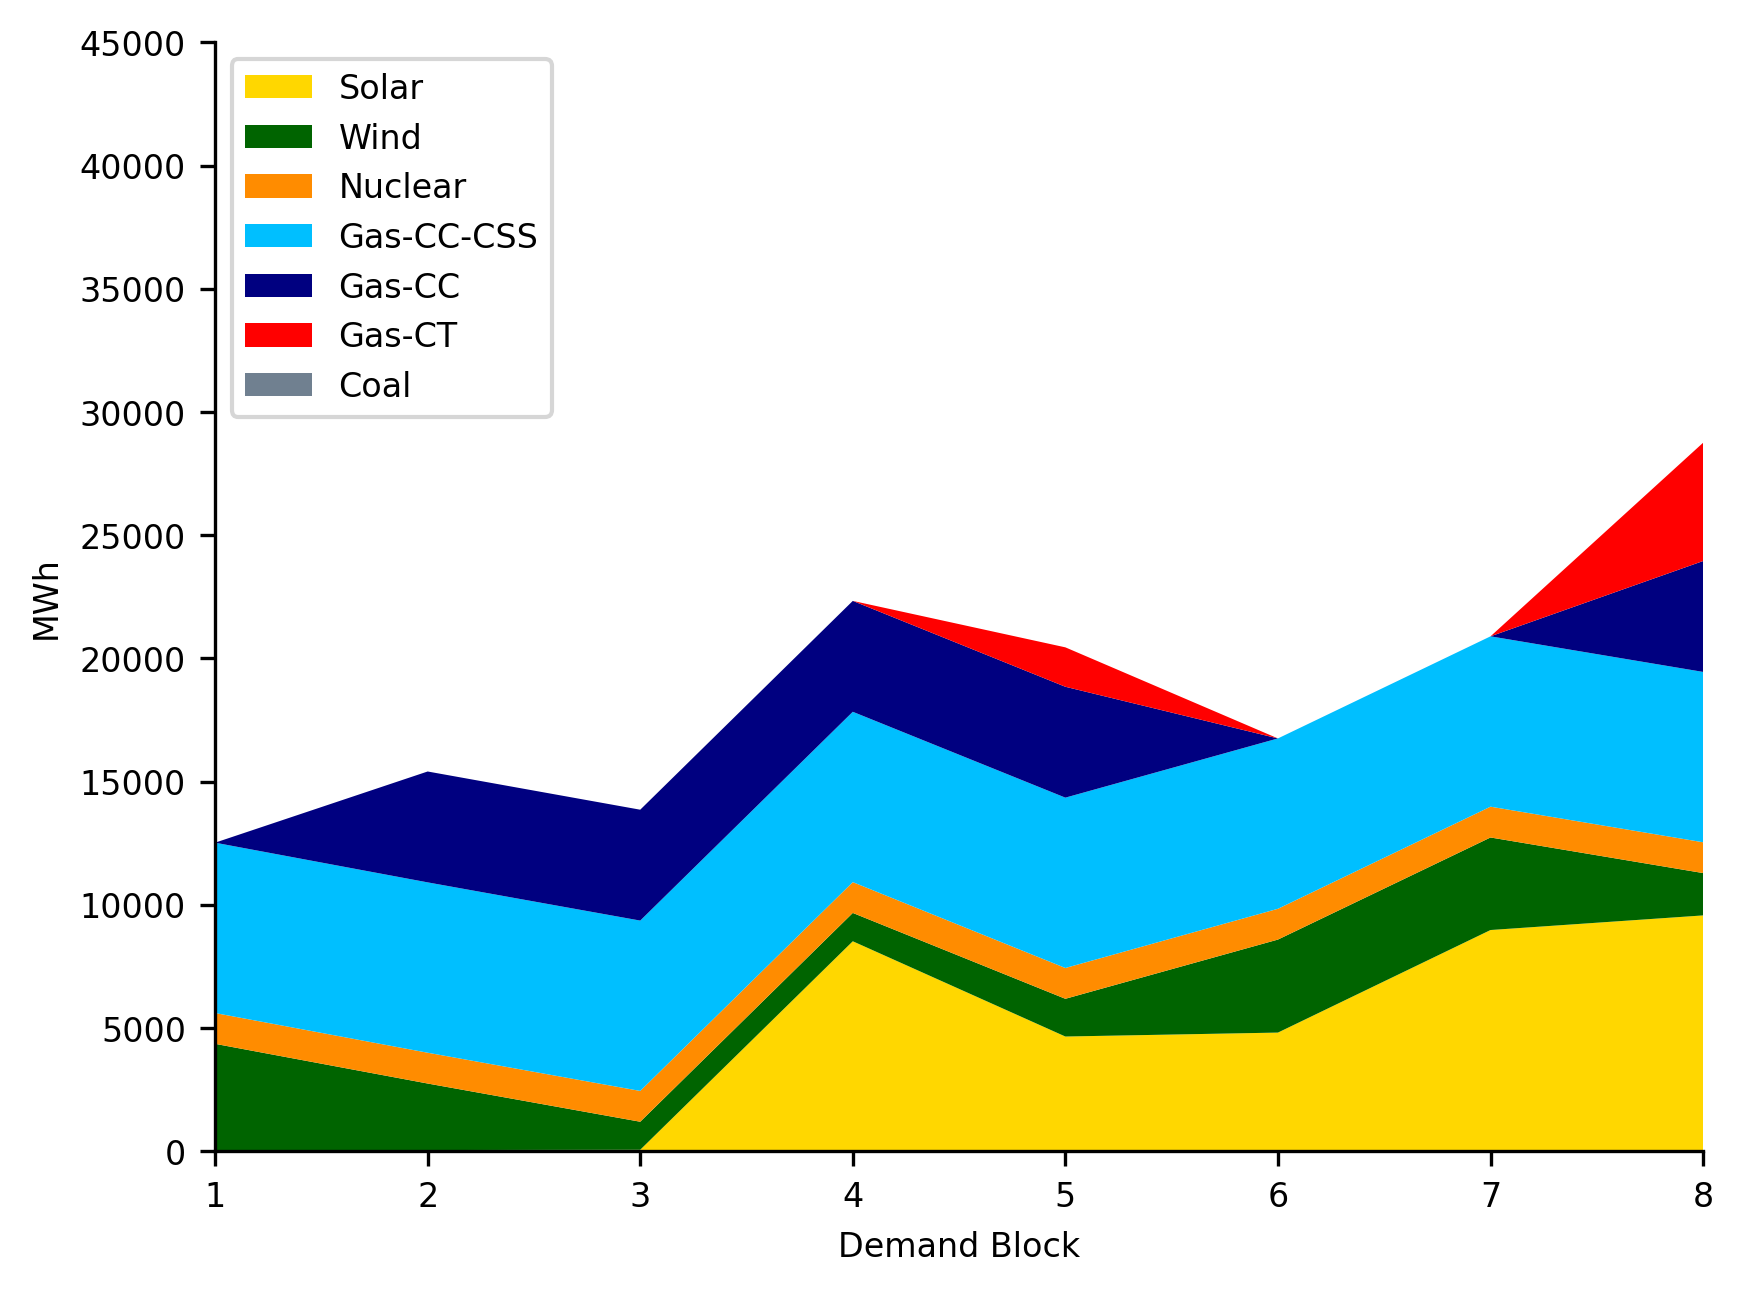 45000
40000
35000
30000
25000
20000
15000
10000
5000
0
MWh
Solar
Wind
Nuclear
Gas-CC-CSS
Gas-CC
Gas-CT
Coal
1 2 3 4 5 6 7 8
Demand Block